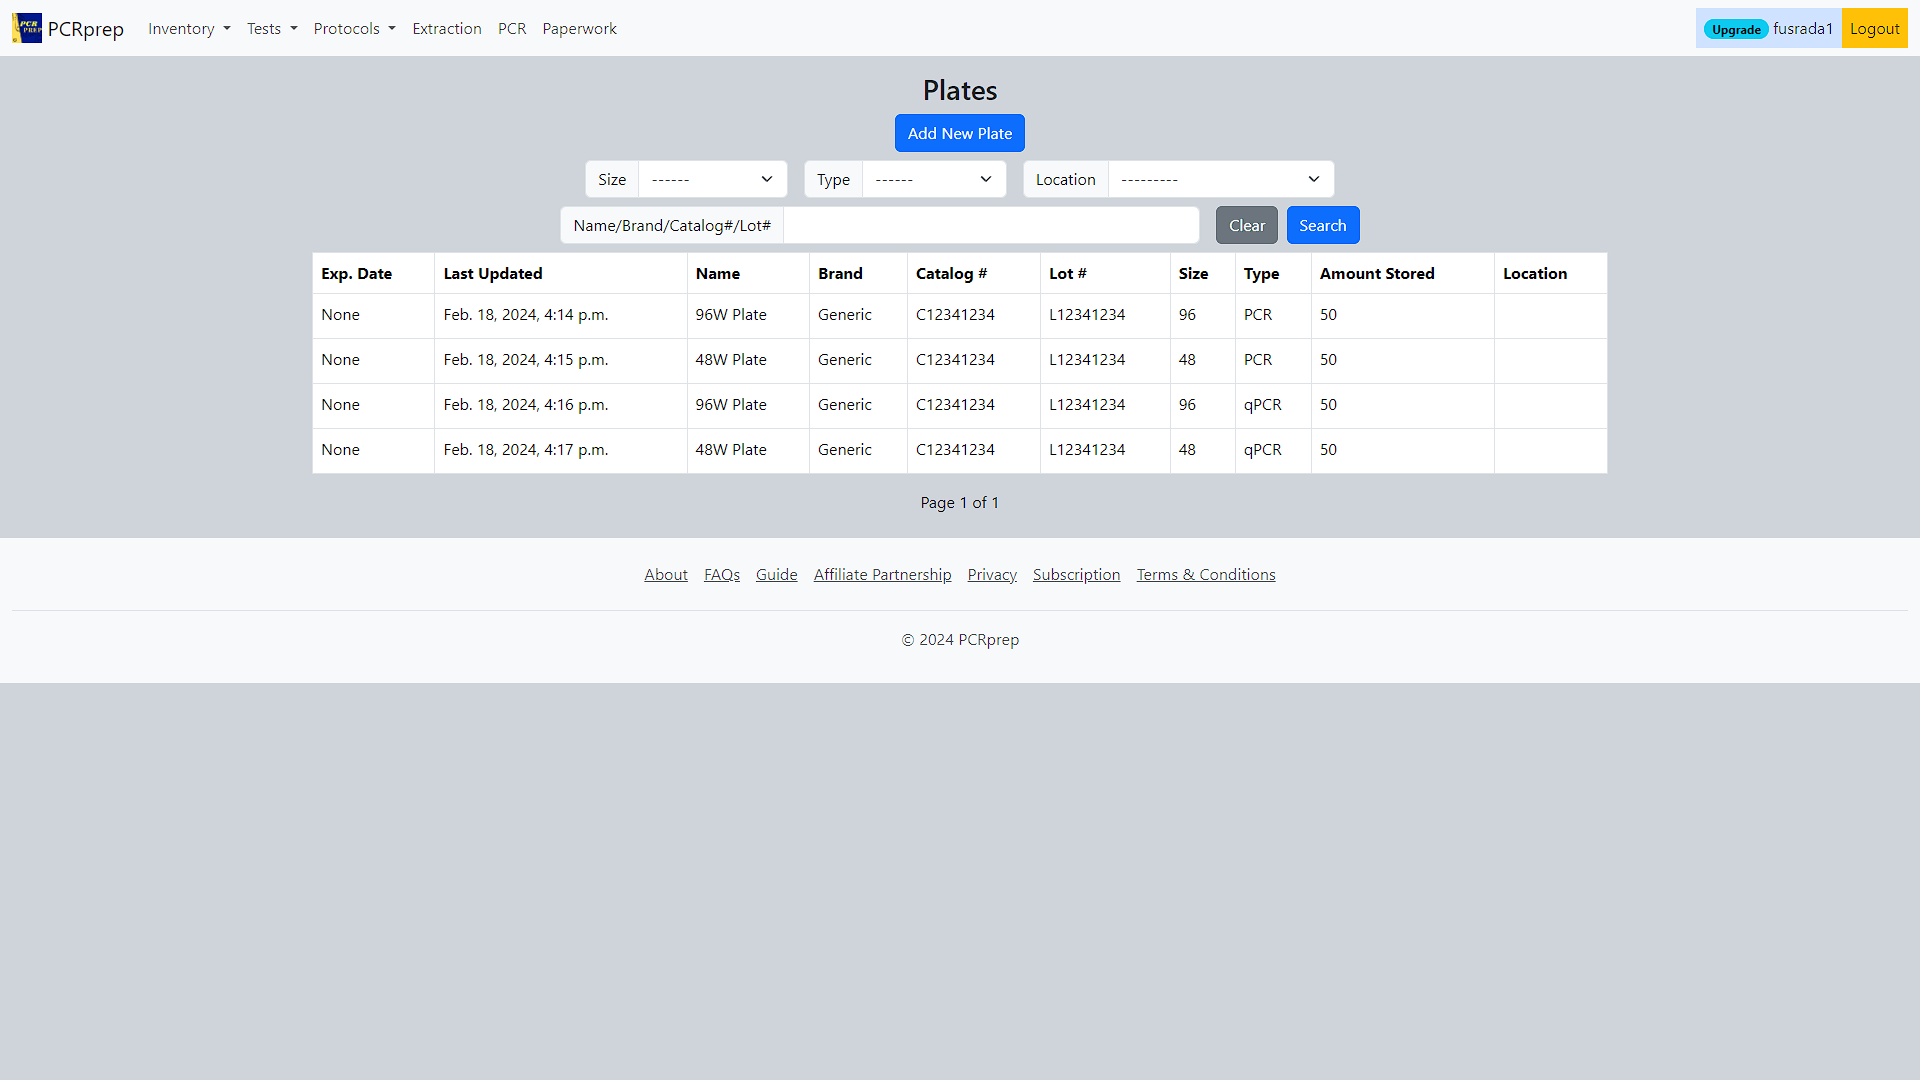 PCR PREP PCRprep Inventory Tests Protocols Extraction PCR Paperwork Upgrade fusrada1 Logout
Plates
Add New Plate
Size ------ Type ------ Location ---------
Name/Brand/Catalog#/Lot# Clear Search
Exp. Date Last Updated Name Brand Catalog # Lot # Size Type Amount Stored Location
None Feb. 18, 2024, 4:14 p.m. 96W Plate Generic C12341234 L12341234 96 PCR 50
None Feb. 18, 2024, 4:15 p.m. 48W Plate Generic C12341234 L12341234 48 PCR 50
None Feb. 18, 2024, 4:16 p.m. 96W Plate Generic C12341234 L12341234 96 qPCR 50
None Feb. 18, 2024, 4:17 p.m. 48W Plate Generic C12341234 L12341234 48 qPCR 50
Page 1 of 1
About FAQs Guide Affiliate Partnership Privacy Subscription Terms & Conditions
© 2024 PCRprep